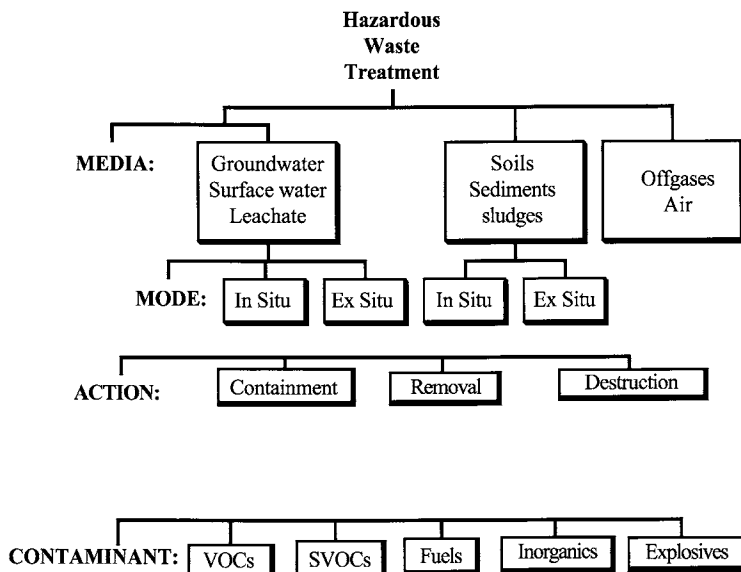 Hazardous
Waste
Treatment
MEDIA:
Groundwater
Surface water
Leachate
Soils
Sediments
sludges
Offgases
Air
MODE:
In Situ
Ex Situ
In Situ
Ex Situ
ACTION:
Containment
Removal
Destruction
CONTAMINANT:
VOCs
SVOCs
Fuels
Inorganics
Explosives